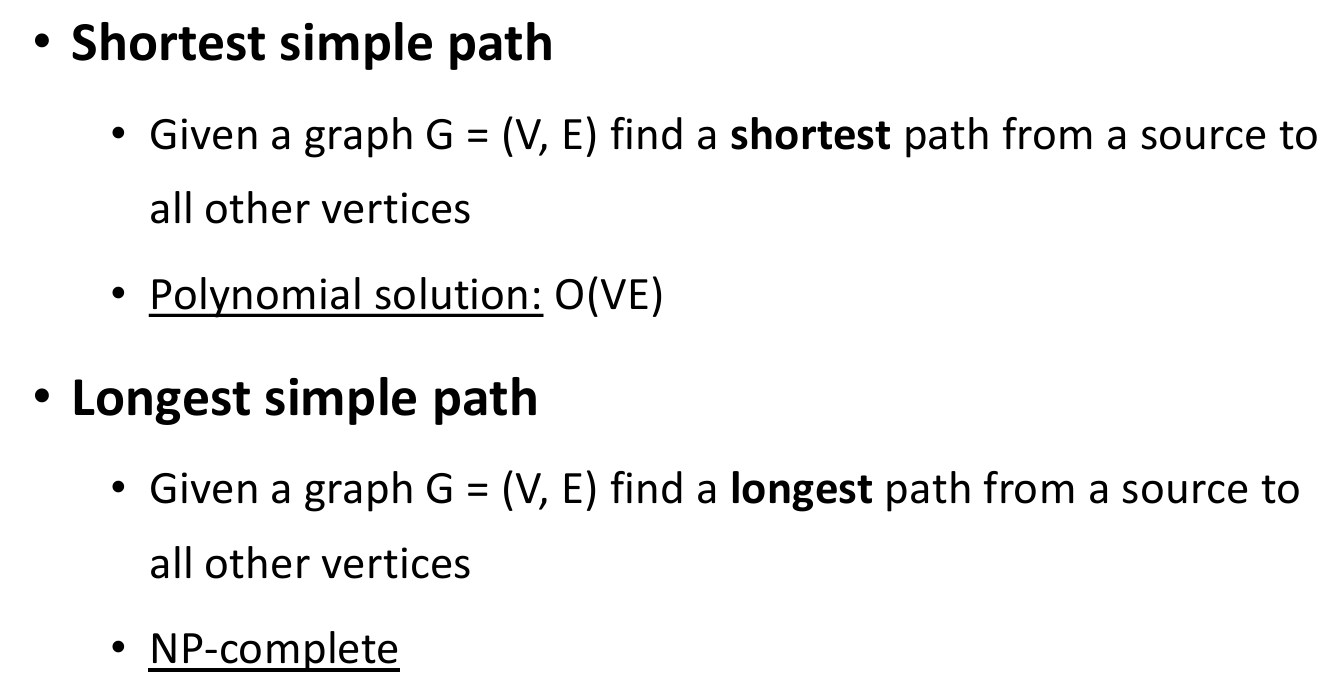 • Shortest simple path
• Given a graph G = (V, E) find a shortest path from a source to
all other vertices
• Polynomial solution: O(VE)
• Longest simple path
• Given a graph G = (V, E) find a longest path from a source to
all other vertices
• NP-complete